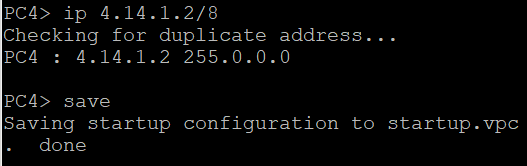 PC4> ip 4.14.1.2/8
Checking for duplicate address...
PC4 : 4.14.1.2 255.0.0.0
PC4> save
Saving startup configuration to startup.vpc
.  done